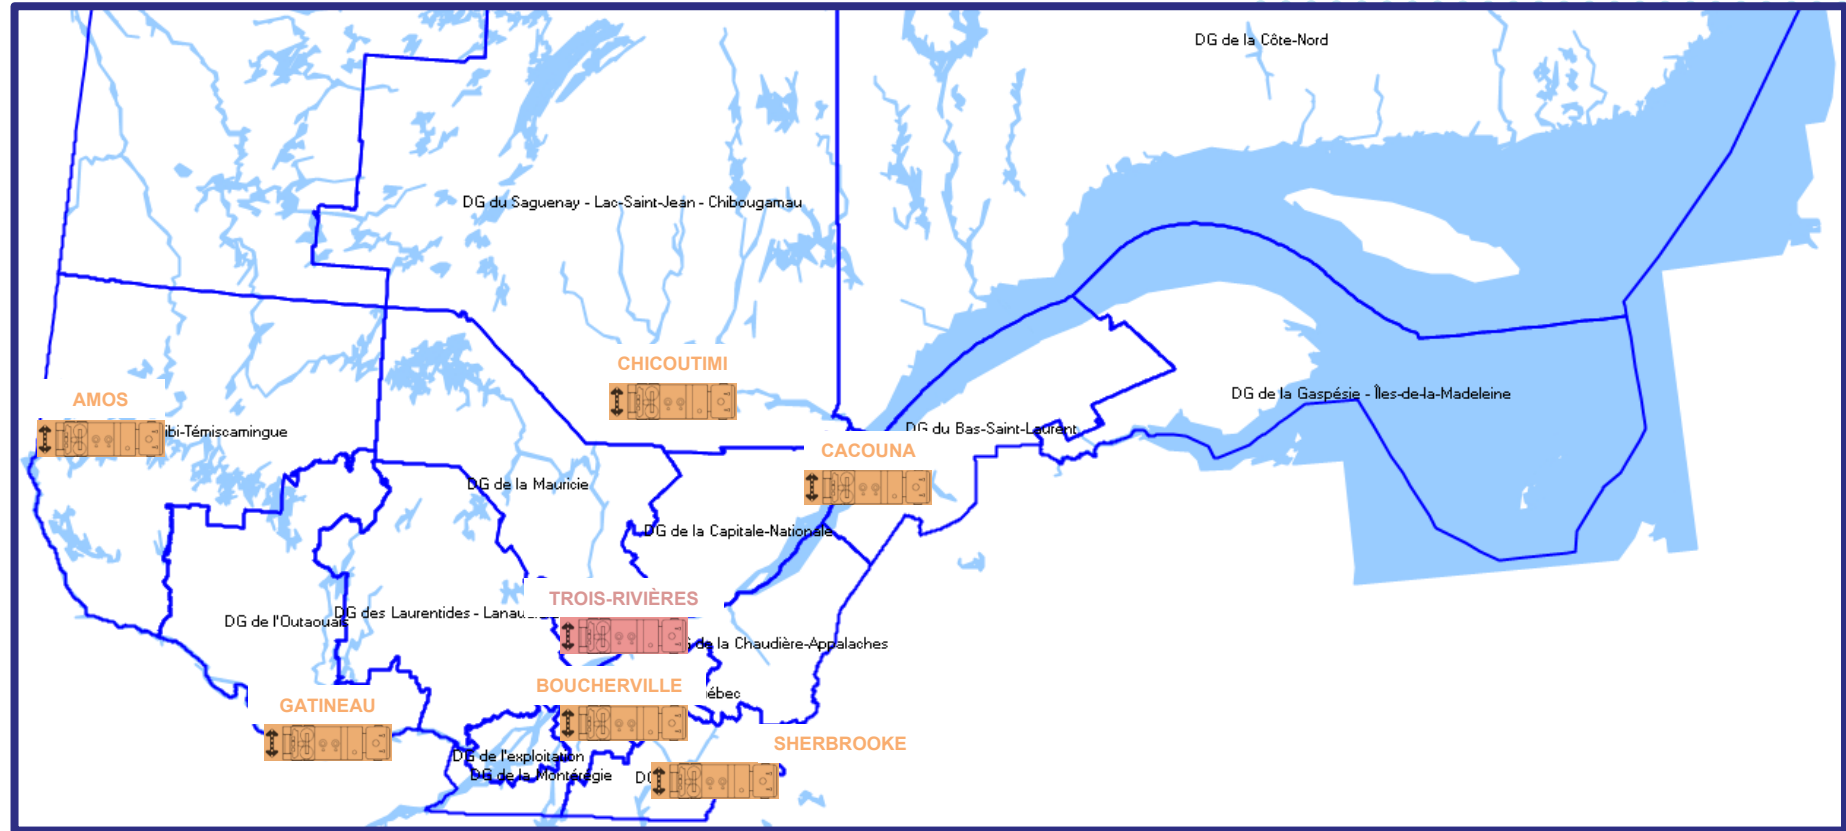 DG de la Côte-Nord
DG du Saguenay - Lac-Saint-Jean - Chibougamau
CHICOUTIMI
AMOS
ibi-Témiscamingue
DG de la Gaspésie - Îles-de-la-Madeleine
DG du Bas-Saint-Laurent
CACOUNA
DG de la Mauricie
DG de la Capitale-Nationale
TROIS-RIVIÈRES
DG des Laurentides - Lanau
DG de l'Outaouais
de la Chaudière-Appalaches
BOUCHERVILLE
ébec
GATINEAU
SHERBROOKE
DG de l'exploitation
DG de la Montérégie